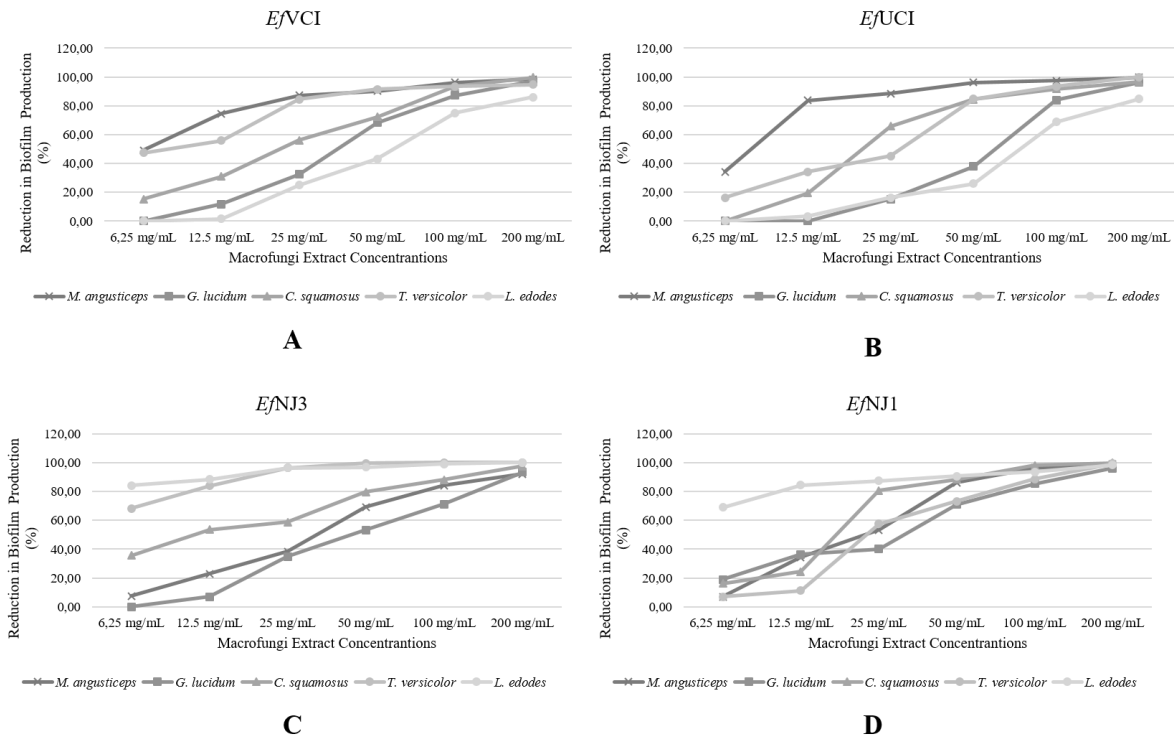 EfVCI
Reduction in Biofilm Production
(%)
120,00
100,00
80,00
60,00
40,00
20,00
0,00
6,25 mg/mL 12.5 mg/mL 25 mg/mL 50 mg/mL 100 mg/mL 200 mg/mL
Macrofungi Extract Concentrantions
M. angusticeps G. lucidum C. squamosus T. versicolor L. edodes
A
EfUCI
Reduction in Biofilm Production
(%)
120,00
100,00
80,00
60,00
40,00
20,00
0,00
6,25 mg/mL 12.5 mg/mL 25 mg/mL 50 mg/mL 100 mg/mL 200 mg/mL
Macrofungi Extract Concentrantions
M. angusticeps G. lucidum C. squamosus T. versicolor L. edodes
B
EfNJ3
Reduction in Biofilm Production
(%)
120,00
100,00
80,00
60,00
40,00
20,00
0,00
6,25 mg/mL 12.5 mg/mL 25 mg/mL 50 mg/mL 100 mg/mL 200 mg/mL
Macrofungi Extract Concentrantions
M. angusticeps G. lucidum C. squamosus T. versicolor L. edodes
C
EfNJ1
Reduction in Biofilm Production
(%)
120,00
100,00
80,00
60,00
40,00
20,00
0,00
6,25 mg/mL 12.5 mg/mL 25 mg/mL 50 mg/mL 100 mg/mL 200 mg/mL
Macrofungi Extract Concentrantions
M. angusticeps G. lucidum C. squamosus T. versicolor L. edodes
D